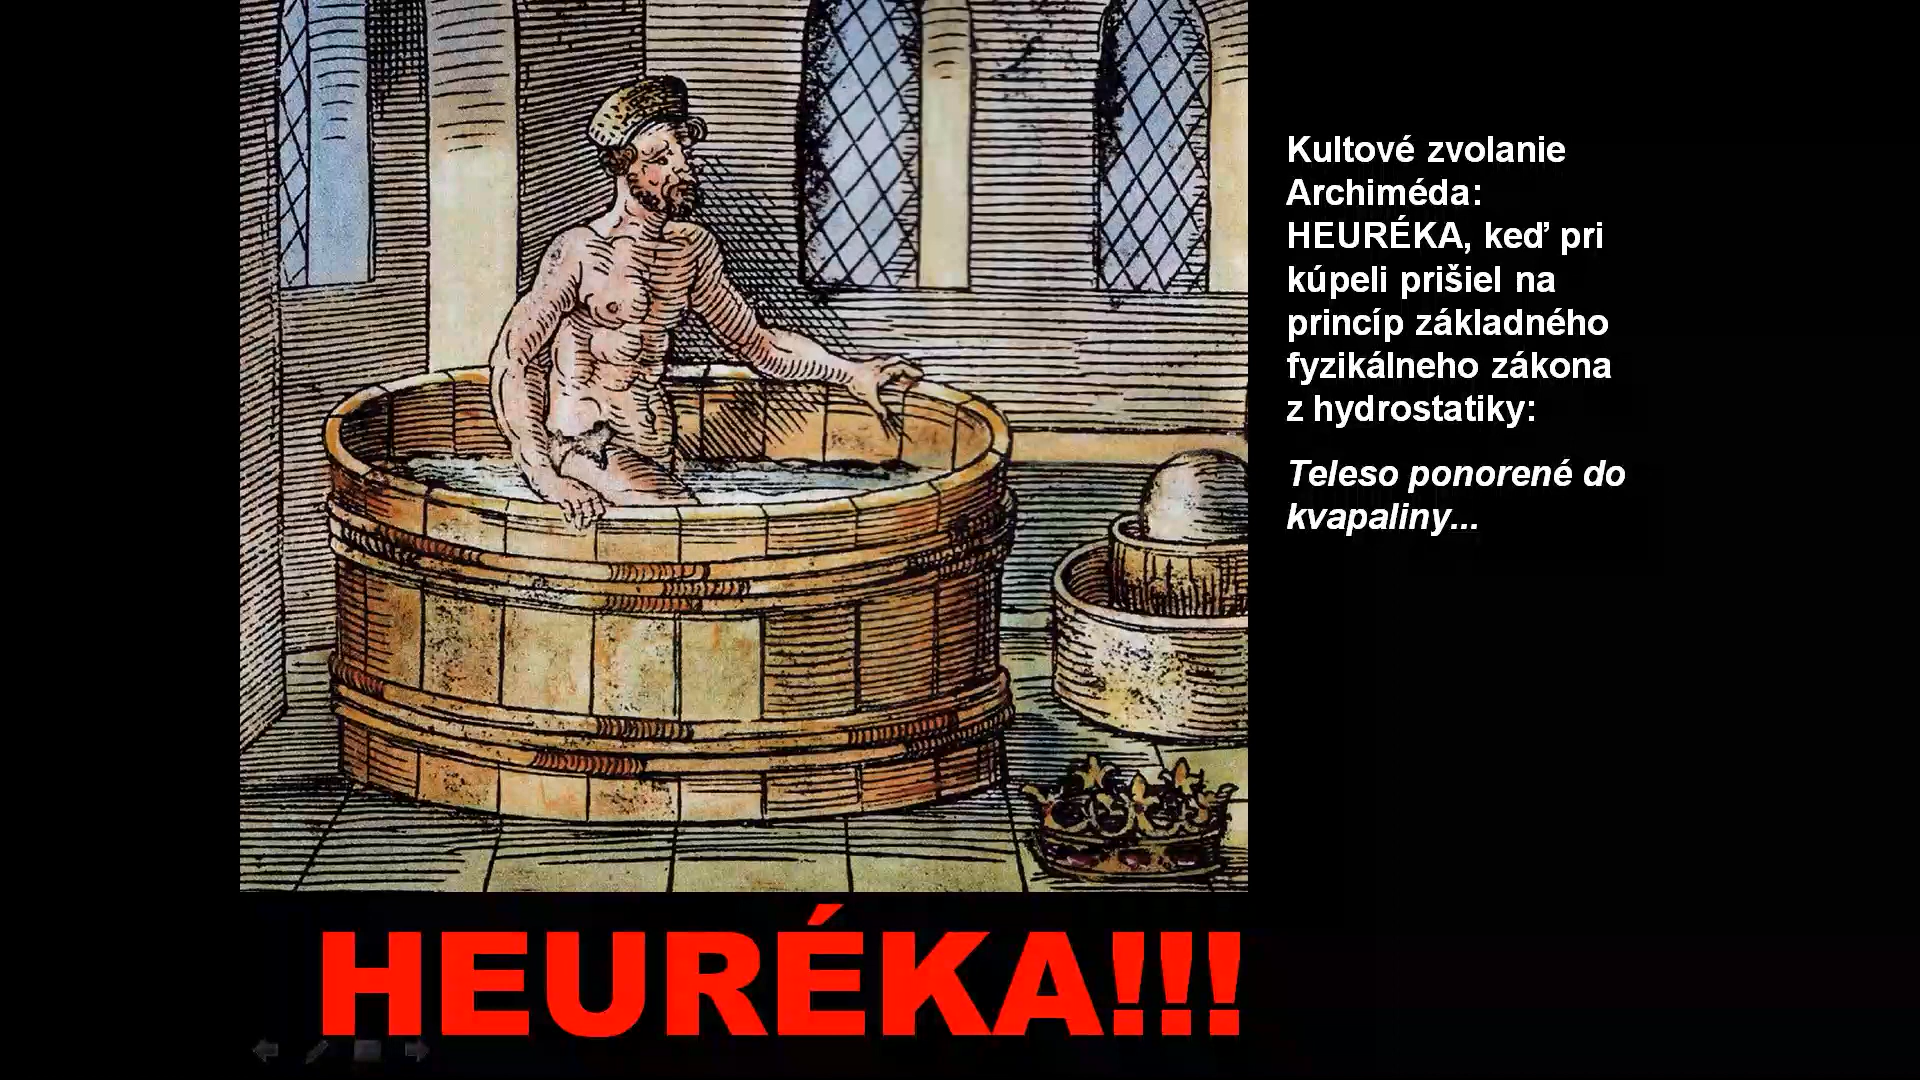 Kultové zvolanie
Archiméda:
HEURÉKA, keď pri
kúpeli prišiel na
princíp základného
fyzikálneho zákona
z hydrostatiky:
Teleso ponorené do
kvapaliny...
HEURÉKA!!!